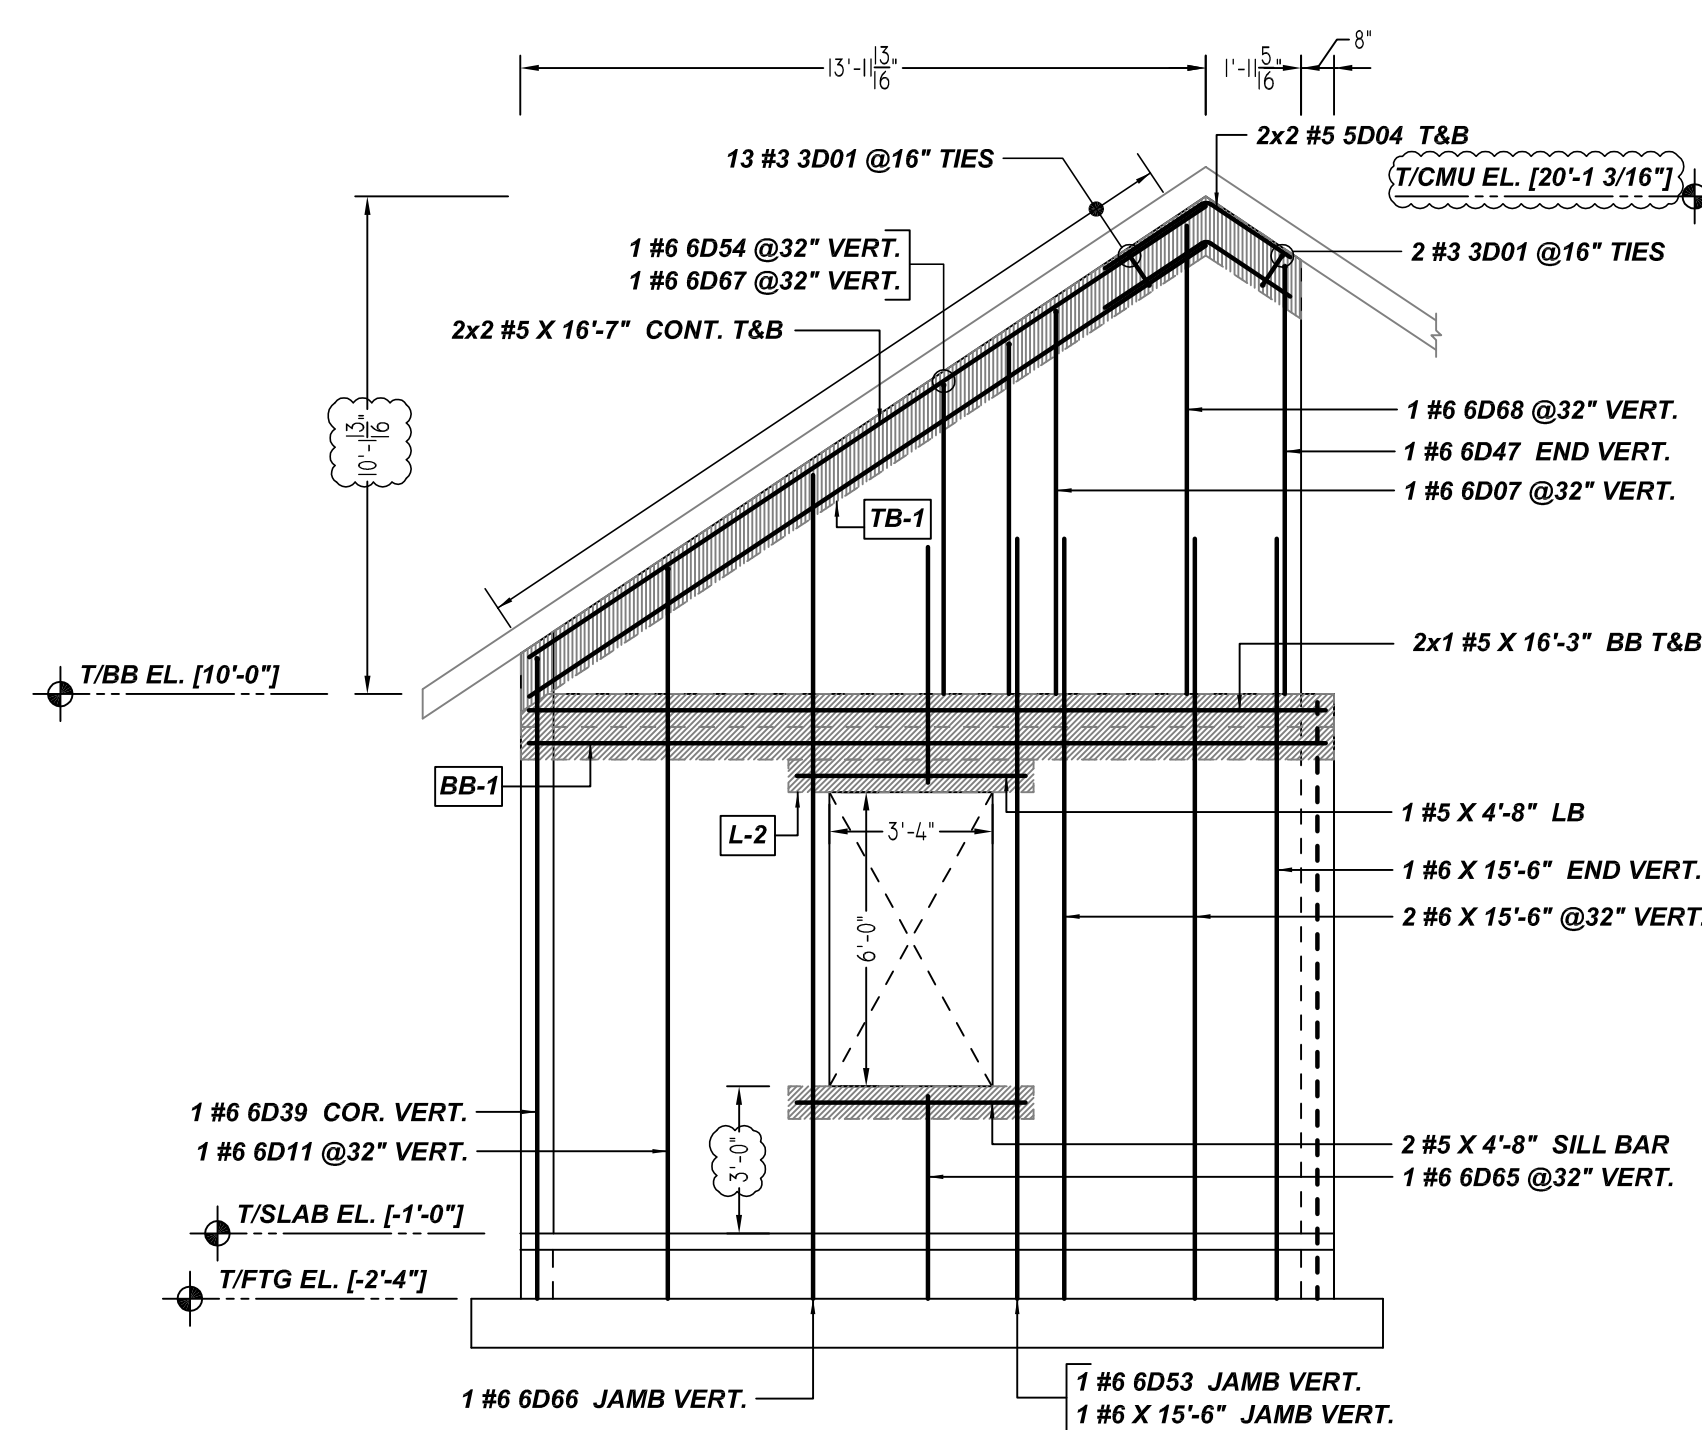 13'-11 13/16"
1'-11 5/16"
8"
2x2 #5 5D04 T&B
13 #3 3D01 @16" TIES
T/CMU EL. [20'-1 3/16"]
1 #6 6D54 @32" VERT.
1 #6 6D67 @32" VERT.
2 #3 3D01 @16" TIES
2x2 #5 X 16'-7" CONT. T&B
10'-1 13/16"
1 #6 6D68 @32" VERT.
1 #6 6D47 END VERT.
1 #6 6D07 @32" VERT.
TB-1
2x1 #5 X 16'-3" BB T&B
T/BB EL. [10'-0"]
BB-1
L-2
3'-4"
1 #5 X 4'-8" LB
1 #6 X 15'-6" END VERT.
2 #6 X 15'-6" @32" VERT.
6'-0"
1 #6 6D39 COR. VERT.
1 #6 6D11 @32" VERT.
3'-0"
2 #5 X 4'-8" SILL BAR
1 #6 6D65 @32" VERT.
T/SLAB EL. [-1'-0"]
T/FTG EL. [-2'-4"]
1 #6 6D66 JAMB VERT.
1 #6 6D53 JAMB VERT.
1 #6 X 15'-6" JAMB VERT.